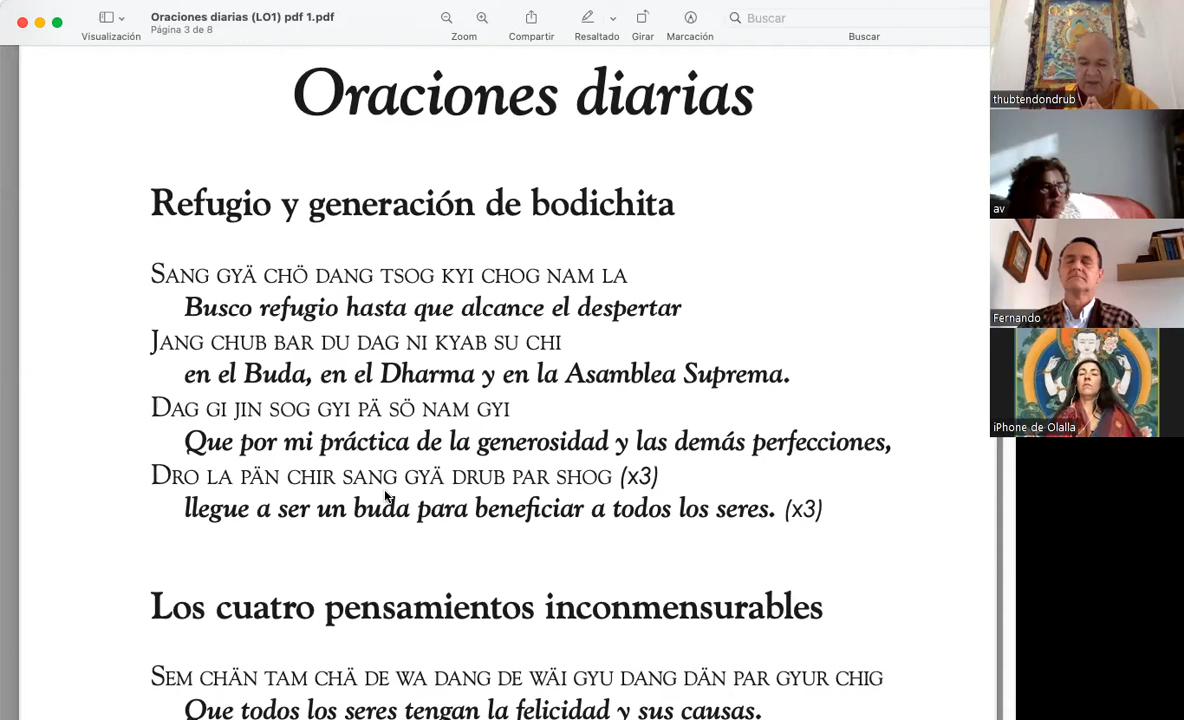 Oraciones diarias (LO1) pdf 1.pdf
Página 3 de 8
Visualización
Zoom
Compartir
Resaltado
Girar
Marcación
Buscar
Buscar
Oraciones diarias
Refugio y generación de bodichita
SANG GYÄ CHÖ DANG TSOG KYI CHOG NAM LA
Busco refugio hasta que alcance el despertar
JANG CHUB BAR DU DAG NI KYAB SU CHI
en el Buda, en el Dharma y en la Asamblea Suprema.
DAG GI JIN SOG GYI PÄ SÖ NAM GYI
Que por mi práctica de la generosidad y las demás perfecciones,
DRO LA PÄN CHIR SANG GYÄ DRUB PAR SHOG (x3)
llegue a ser un buda para beneficiar a todos los seres. (x3)
Los cuatro pensamientos inconmensurables
SEM CHÄN TAM CHÄ DE WA DANG DE WÄI GYU DANG DÄN PAR GYUR CHIG
Que todos los seres tengan la felicidad y sus causas.
thubtendondrub
av
Fernando
iPhone de Olalla